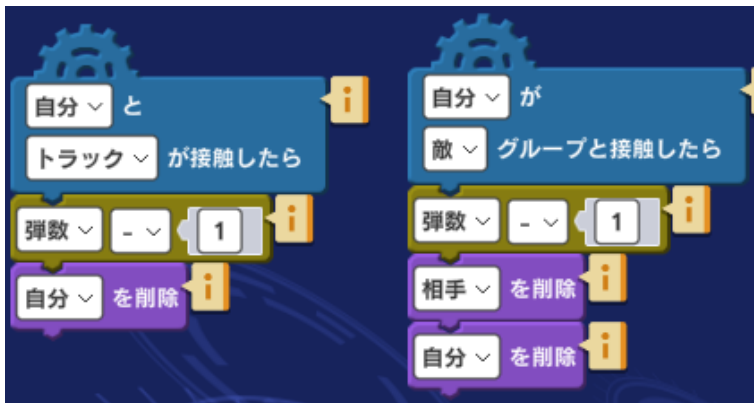 自分 と
トラック が接触したら
弾数 - 1
自分 を削除
自分 が
敵 グループと接触したら
弾数 - 1
相手 を削除
自分 を削除